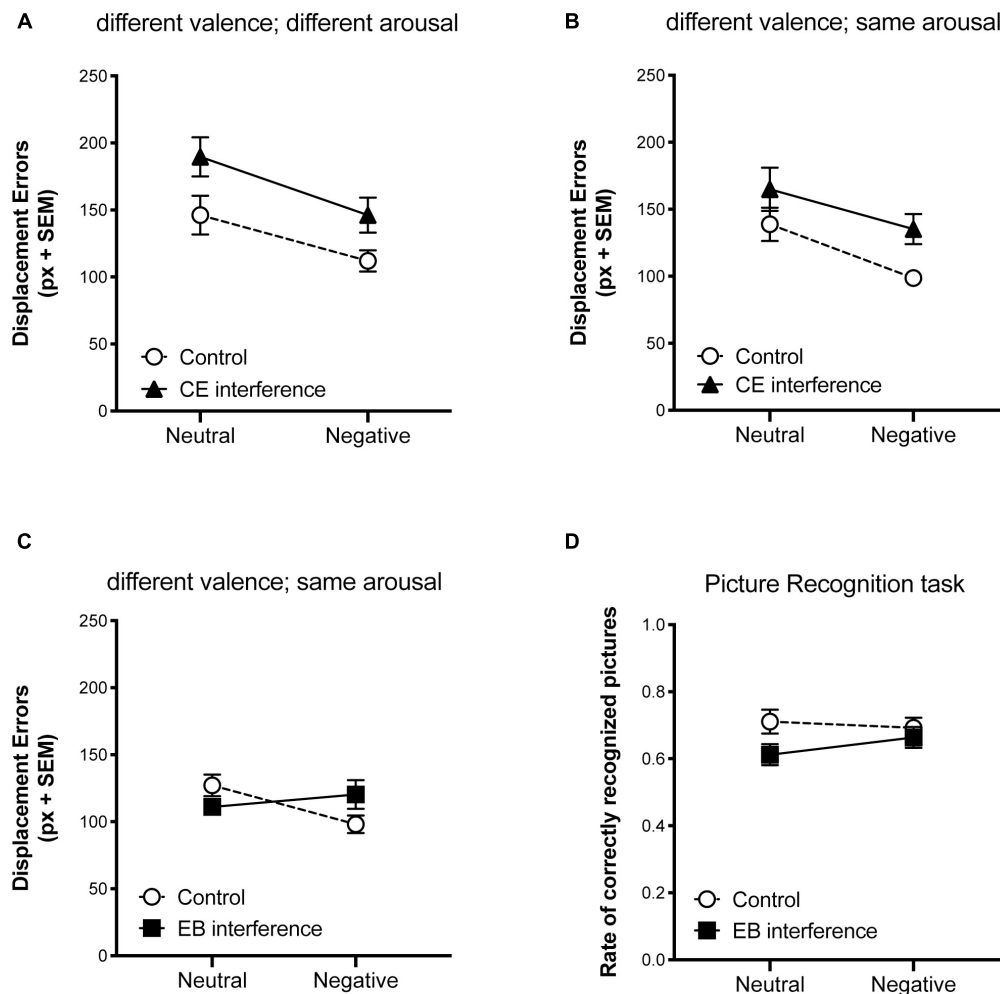 A
different valence; different arousal
250
200
150
100
50
0
Displacement Errors
(px + SEM)
Control
CE interference
Neutral
Negative
B
different valence; same arousal
250
200
150
100
50
0
Displacement Errors
(px + SEM)
Control
CE interference
Neutral
Negative
C
different valence; same arousal
250
200
150
100
50
0
Displacement Errors
(px + SEM)
Control
EB interference
Neutral
Negative
D
Picture Recognition task
1.0
0.8
0.6
0.4
0.2
0.0
Rate of correctly recognized pictures
Control
EB interference
Neutral
Negative